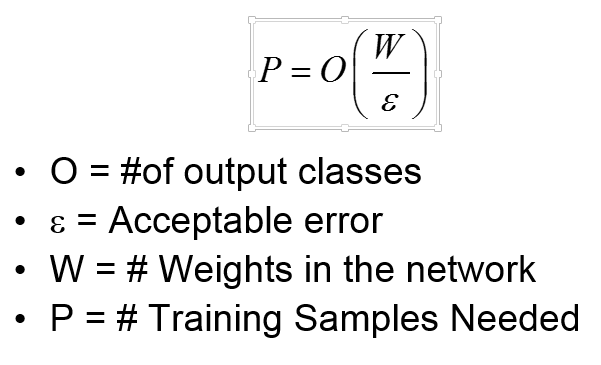 P = O(W/ε)
• O = #of output classes
• ε = Acceptable error
• W = # Weights in the network
• P = # Training Samples Needed